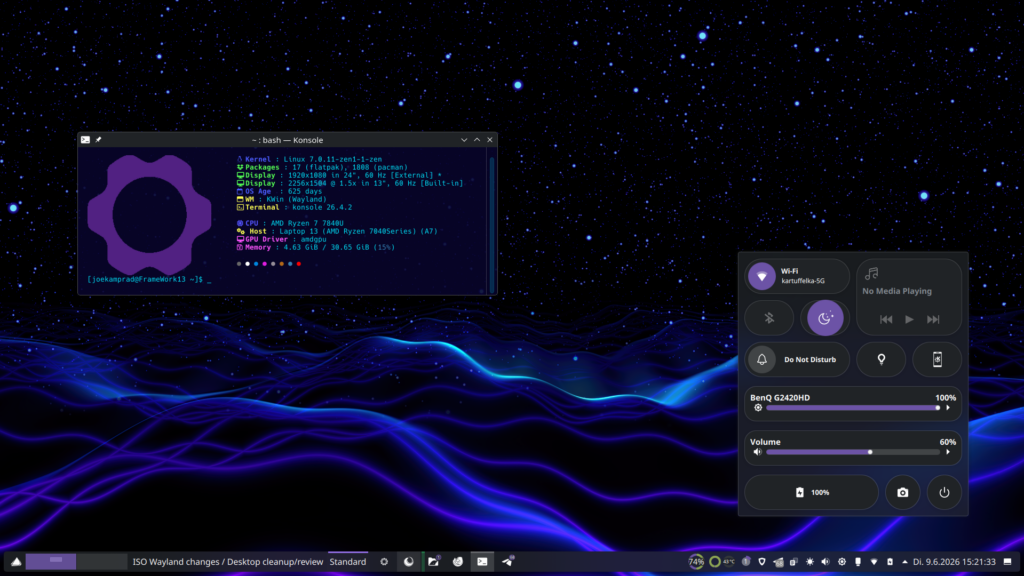 ~ : bash — Konsole
Kernel : Linux 7.0.11-zen1-1-zen
Packages : 17 (flatpak), 1808 (pacman)
Display : 1920x1080 in 24", 60 Hz [External] *
Display : 2256x1504 @ 1.5x in 13", 60 Hz [Built-in]
OS Age : 625 days
WM : KWin (Wayland)
Terminal : konsole 26.4.2
CPU : AMD Ryzen 7 7840U
Host : Laptop 13 (AMD Ryzen 7040Series) (A7)
GPU Driver : amdgpu
Memory : 4.63 GiB / 30.65 GiB (15%)
[joekamprad@FrameWork13 ~]$ _
Wi-Fi
kartuffelka-5G
No Media Playing
Do Not Disturb
BenQ G2420HD 100%
Volume 60%
100%
ISO Wayland changes / Desktop cleanup/review Standard 74% 43°C Di. 9.6.2026 15:21:33